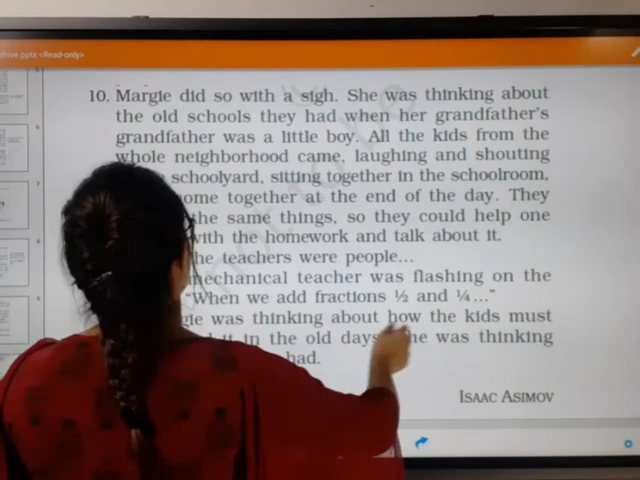 ohive.pptx <Read-only>
10. Margie did so with a sigh. She was thinking about
the old schools they had when her grandfather's
grandfather was a little boy. All the kids from the
whole neighborhood came, laughing and shouting
schoolyard, sitting together in the schoolroom,
together at the end of the day. They
the same things, so they could help one
with the homework and talk about it.
teachers were people...
mechanical teacher was flashing on the
"When we add fractions ½ and ¼..."
was thinking about how the kids must
it in the old days. She was thinking
had.
ISAAC ASIMOV